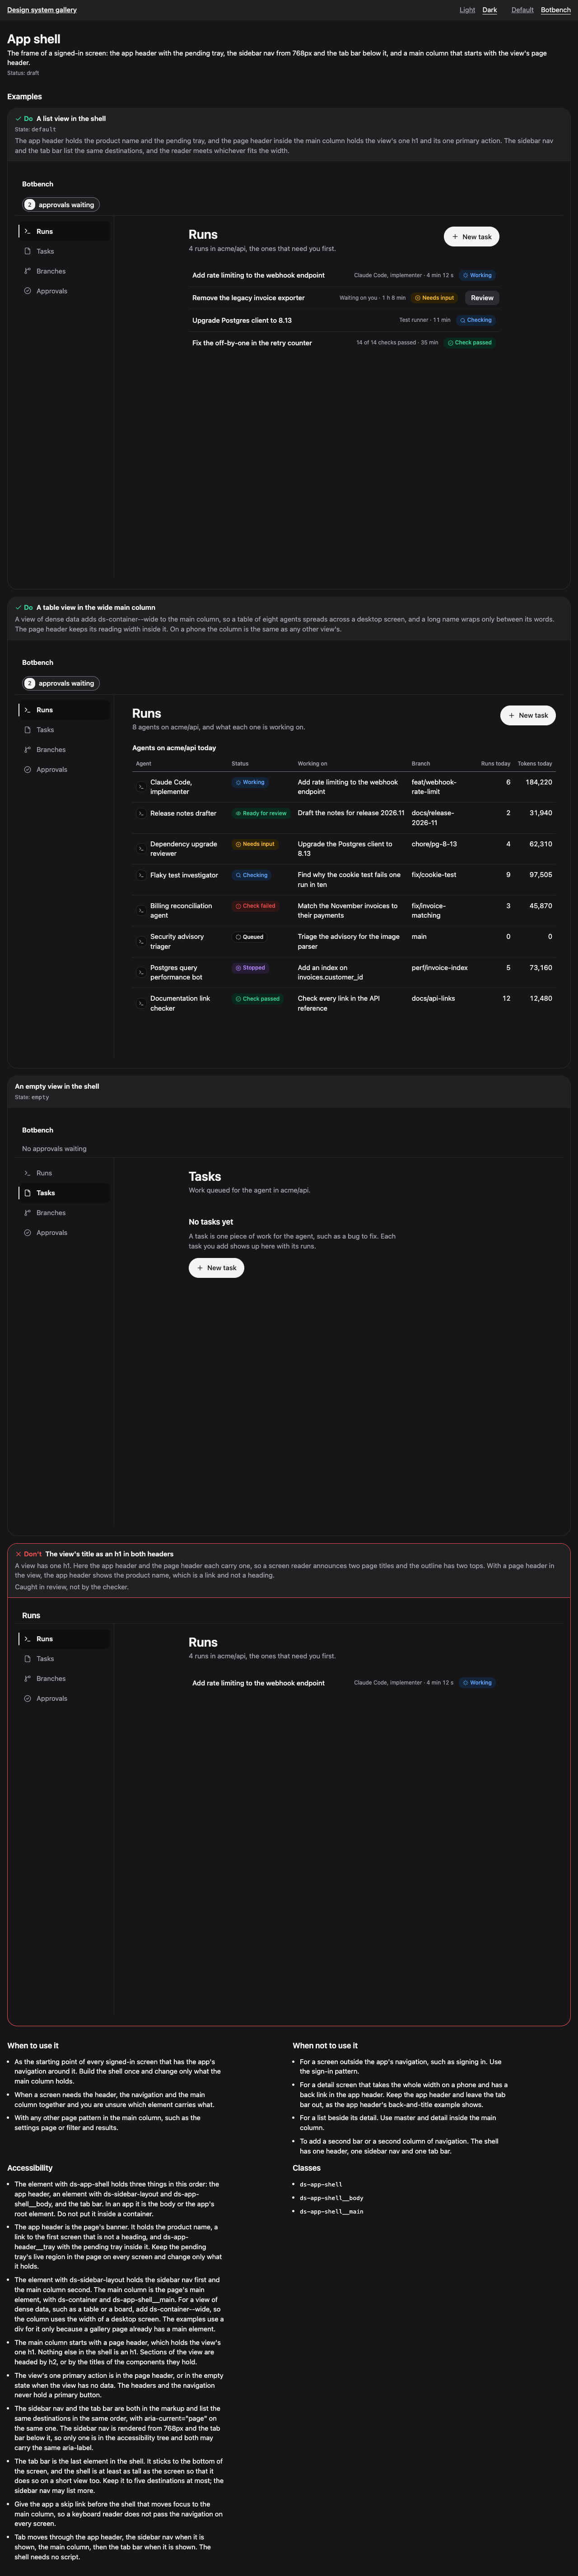 Design system gallery
Light Dark Default Botbench
App shell
The frame of a signed-in screen: the app header with the pending tray, the sidebar nav from 768px and the tab bar below it, and a main column that starts with the view's page
header.
Status: draft
Examples
Do A list view in the shell
State: default
The app header holds the product name and the pending tray, and the page header inside the main column holds the view's one h1 and its one primary action. The sidebar nav
and the tab bar list the same destinations, and the reader meets whichever fits the width.
Botbench
2 approvals waiting
Runs
Tasks
Branches
Approvals
Runs
4 runs in acme/api, the ones that need you first.
New task
Add rate limiting to the webhook endpoint Claude Code, implementer · 4 min 12 s Working
Remove the legacy invoice exporter Waiting on you · 1 h 8 min Needs input Review
Upgrade Postgres client to 8.13 Test runner · 11 min Checking
Fix the off-by-one in the retry counter 14 of 14 checks passed · 35 min Check passed
Do A table view in the wide main column
A view of dense data adds ds-container--wide to the main column, so a table of eight agents spreads across a desktop screen, and a long name wraps only between its words.
The page header keeps its reading width inside it. On a phone the column is the same as any other view's.
Botbench
2 approvals waiting
Runs
Tasks
Branches
Approvals
Runs
8 agents on acme/api, and what each one is working on.
New task
Agents on acme/api today
Agent Status Working on Branch Runs today Tokens today
Claude Code, implementer Working Add rate limiting to the webhook endpoint feat/webhook-rate-limit 6 184,220
Release notes drafter Ready for review Draft the notes for release 2026.11 docs/release-2026-11 2 31,940
Dependency upgrade reviewer Needs input Upgrade the Postgres client to 8.13 chore/pg-8-13 4 62,310
Flaky test investigator Checking Find why the cookie test fails one run in ten fix/cookie-test 9 97,505
Billing reconciliation agent Check failed Match the November invoices to their payments fix/invoice-matching 3 45,870
Security advisory triager Queued Triage the advisory for the image parser main 0 0
Postgres query performance bot Stopped Add an index on invoices.customer_id perf/invoice-index 5 73,160
Documentation link checker Check passed Check every link in the API reference docs/api-links 12 12,480
An empty view in the shell
State: empty
Botbench
No approvals waiting
Runs
Tasks
Branches
Approvals
Tasks
Work queued for the agent in acme/api.
No tasks yet
A task is one piece of work for the agent, such as a bug to fix. Each
task you add shows up here with its runs.
New task
Don't The view's title as an h1 in both headers
A view has one h1. Here the app header and the page header each carry one, so a screen reader announces two page titles and the outline has two tops. With a page header in
the view, the app header shows the product name, which is a link and not a heading.
Caught in review, not by the checker.
Runs
Runs
Tasks
Branches
Approvals
Runs
4 runs in acme/api, the ones that need you first.
Add rate limiting to the webhook endpoint Claude Code, implementer · 4 min 12 s Working
When to use it
As the starting point of every signed-in screen that has the app's
navigation around it. Build the shell once and change only what the
main column holds.
When a screen needs the header, the navigation and the main
column together and you are unsure which element carries what.
With any other page pattern in the main column, such as the
settings page or filter and results.
When not to use it
For a screen outside the app's navigation, such as signing in. Use
the sign-in pattern.
For a detail screen that takes the whole width on a phone and has a
back link in the app header. Keep the app header and leave the tab
bar out, as the app header's back-and-title example shows.
For a list beside its detail. Use master and detail inside the main
column.
To add a second bar or a second column of navigation. The shell
has one header, one sidebar nav and one tab bar.
Accessibility
The element with ds-app-shell holds three things in this order: the
app header, an element with ds-sidebar-layout and ds-app-
shell__body, and the tab bar. In an app it is the body or the app's
root element. Do not put it inside a container.
The app header is the page's banner. It holds the product name, a
link to the first screen that is not a heading, and ds-app-
header__tray with the pending tray inside it. Keep the pending
tray's live region in the page on every screen and change only what
it holds.
The element with ds-sidebar-layout holds the sidebar nav first and
the main column second. The main column is the page's main
element, with ds-container and ds-app-shell__main. For a view of
dense data, such as a table or a board, add ds-container--wide, so
the column uses the width of a desktop screen. The examples use a
div for it only because a gallery page already has a main element.
The main column starts with a page header, which holds the view's
one h1. Nothing else in the shell is an h1. Sections of the view are
headed by h2, or by the titles of the components they hold.
The view's one primary action is in the page header, or in the empty
state when the view has no data. The headers and the navigation
never hold a primary button.
The sidebar nav and the tab bar are both in the markup and list the
same destinations in the same order, with aria-current="page" on
the same one. The sidebar nav is rendered from 768px and the tab
bar below it, so only one is in the accessibility tree and both may
carry the same aria-label.
The tab bar is the last element in the shell. It sticks to the bottom of
the screen, and the shell is at least as tall as the screen so that it
does so on a short view too. Keep it to five destinations at most; the
sidebar nav may list more.
Give the app a skip link before the shell that moves focus to the
main column, so a keyboard reader does not pass the navigation on
every screen.
Tab moves through the app header, the sidebar nav when it is
shown, the main column, then the tab bar when it is shown. The
shell needs no script.
Classes
ds-app-shell
ds-app-shell__body
ds-app-shell__main